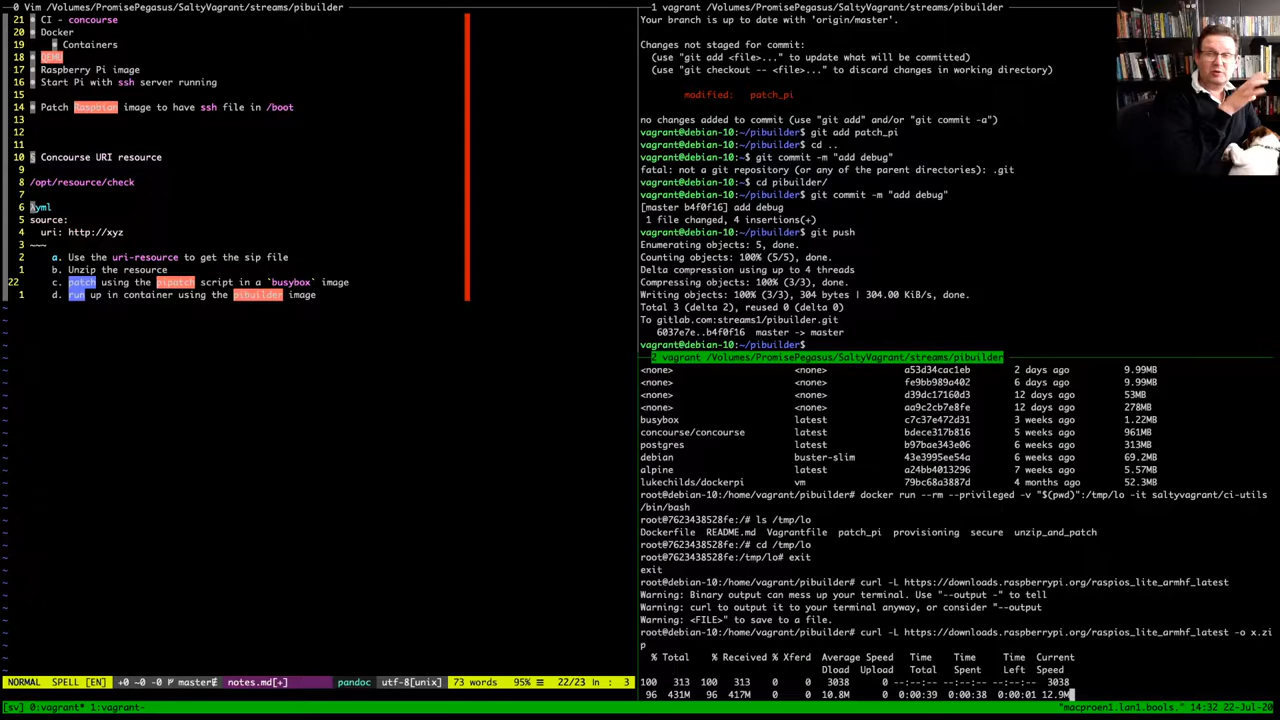 0 Vim /Volumes/PromisePegasus/SaltyVagrant/streams/pibuilder
21 CI - concourse
20 Docker
19 Containers
18 QEMU
17 Raspberry Pi image
16 Start Pi with ssh server running
14 Patch Raspbian image to have ssh file in /boot
13
12
11
10 § Concourse URI resource
9
8 /opt/resource/check
7
6 yml
5 source:
4 uri: http://xyz
3 ~~~
2 a. Use the uri-resource to get the sip file
1 b. Unzip the resource
22 c. patch using the pipatch script in a `busybox` image
1 d. run up in container using the pibuilder image
NORMAL SPELL [EN] +0 ~0 -0 master notes.md[+] pandoc utf-8[unix] 73 words 95% ≡ 22/23 ln : 3
1 vagrant /Volumes/PromisePegasus/SaltyVagrant/streams/pibuilder
Your branch is up to date with 'origin/master'.
Changes not staged for commit:
(use "git add <file>..." to update what will be committed)
(use "git checkout -- <file>..." to discard changes in working directory)
modified: patch_pi
no changes added to commit (use "git add" and/or "git commit -a")
vagrant@debian-10:~/pibuilder$ git add patch_pi
vagrant@debian-10:~/pibuilder$ cd ..
vagrant@debian-10:~$ git commit -m "add debug"
fatal: not a git repository (or any of the parent directories): .git
vagrant@debian-10:~$ cd pibuilder/
vagrant@debian-10:~/pibuilder$ git commit -m "add debug"
[master b4f0f16] add debug
1 file changed, 4 insertions(+)
vagrant@debian-10:~/pibuilder$ git push
Enumerating objects: 5, done.
Counting objects: 100% (5/5), done.
Delta compression using up to 4 threads
Compressing objects: 100% (3/3), done.
Writing objects: 100% (3/3), 304 bytes | 304.00 KiB/s, done.
Total 3 (delta 2), reused 0 (delta 0)
To gitlab.com:streams1/pibuilder.git
6037e7e..b4f0f16 master -> master
vagrant@debian-10:~/pibuilder$
2 vagrant /Volumes/PromisePegasus/SaltyVagrant/streams/pibuilder
<none> <none> a53d34cac1eb 2 days ago 9.99MB
<none> <none> fe9bb989a402 6 days ago 9.99MB
<none> <none> d39dc17160d3 12 days ago 53MB
<none> <none> aa9c2cb7e8fe 12 days ago 278MB
busybox latest c7c37e472d31 3 weeks ago 1.22MB
concourse/concourse latest bdece317b816 5 weeks ago 961MB
postgres latest b97bae343e06 6 weeks ago 313MB
debian buster-slim 43e3995ee54a 6 weeks ago 69.2MB
alpine latest a24bb4013296 7 weeks ago 5.57MB
lukechilds/dockerpi vm 79bc68a3887d 4 months ago 52.3MB
root@debian-10:/home/vagrant/pibuilder# docker run --rm --privileged -v "$(pwd)":/tmp/lo -it saltyvagrant/ci-utils
/bin/bash
root@7623438528fe:/# ls /tmp/lo
Dockerfile README.md Vagrantfile patch_pi provisioning secure unzip_and_patch
root@7623438528fe:/# cd /tmp/lo
root@7623438528fe:/tmp/lo# exit
exit
root@debian-10:/home/vagrant/pibuilder# curl -L https://downloads.raspberrypi.org/raspios_lite_armhf_latest
Warning: Binary output can mess up your terminal. Use "--output -" to tell
Warning: curl to output it to your terminal anyway, or consider "--output
Warning: <FILE>" to save to a file.
root@debian-10:/home/vagrant/pibuilder# curl -L https://downloads.raspberrypi.org/raspios_lite_armhf_latest -o x.zi
p
% Total % Received % Xferd Average Speed Time Time Time Current
Dload Upload Total Spent Left Speed
100 313 100 313 0 0 3038 0 --:--:-- --:--:-- --:--:-- 3038
96 431M 96 417M 0 0 10.8M 0 0:00:39 0:00:38 0:00:01 12.9M
[sv] 0:vagrant* 1:vagrant- "macproen1.lan1.bools." 14:32 22-Jul-20